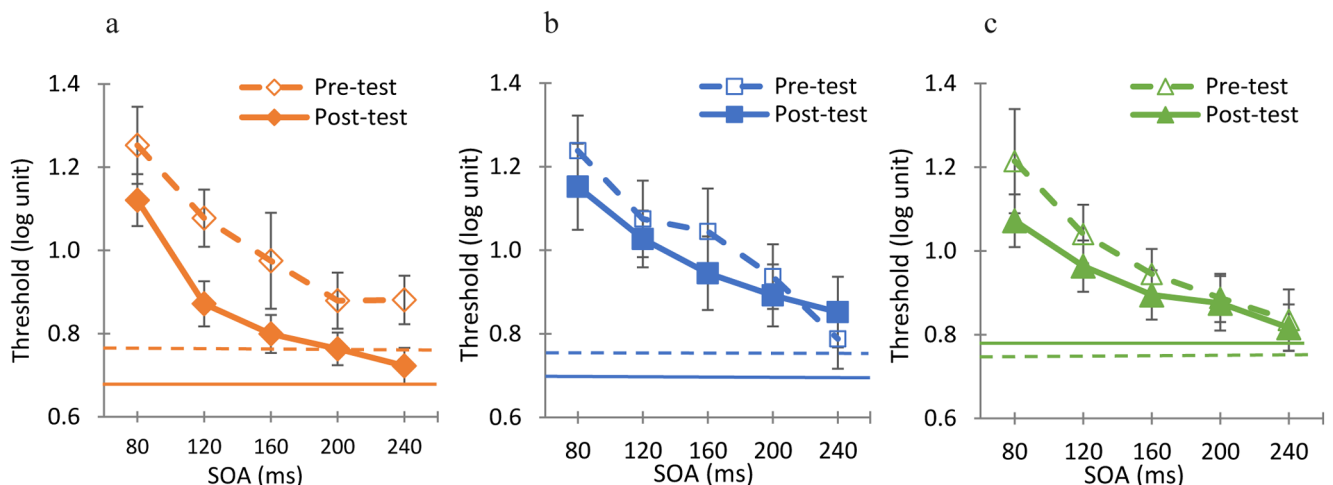 a
Pre-test
Post-test
Threshold (log unit)
1.4
1.2
1.0
0.8
0.6
80 120 160 200 240
SOA (ms)
b
Pre-test
Post-test
Threshold (log unit)
1.4
1.2
1.0
0.8
0.6
80 120 160 200 240
SOA (ms)
c
Pre-test
Post-test
Threshold (log unit)
1.4
1.2
1.0
0.8
0.6
80 120 160 200 240
SOA (ms)